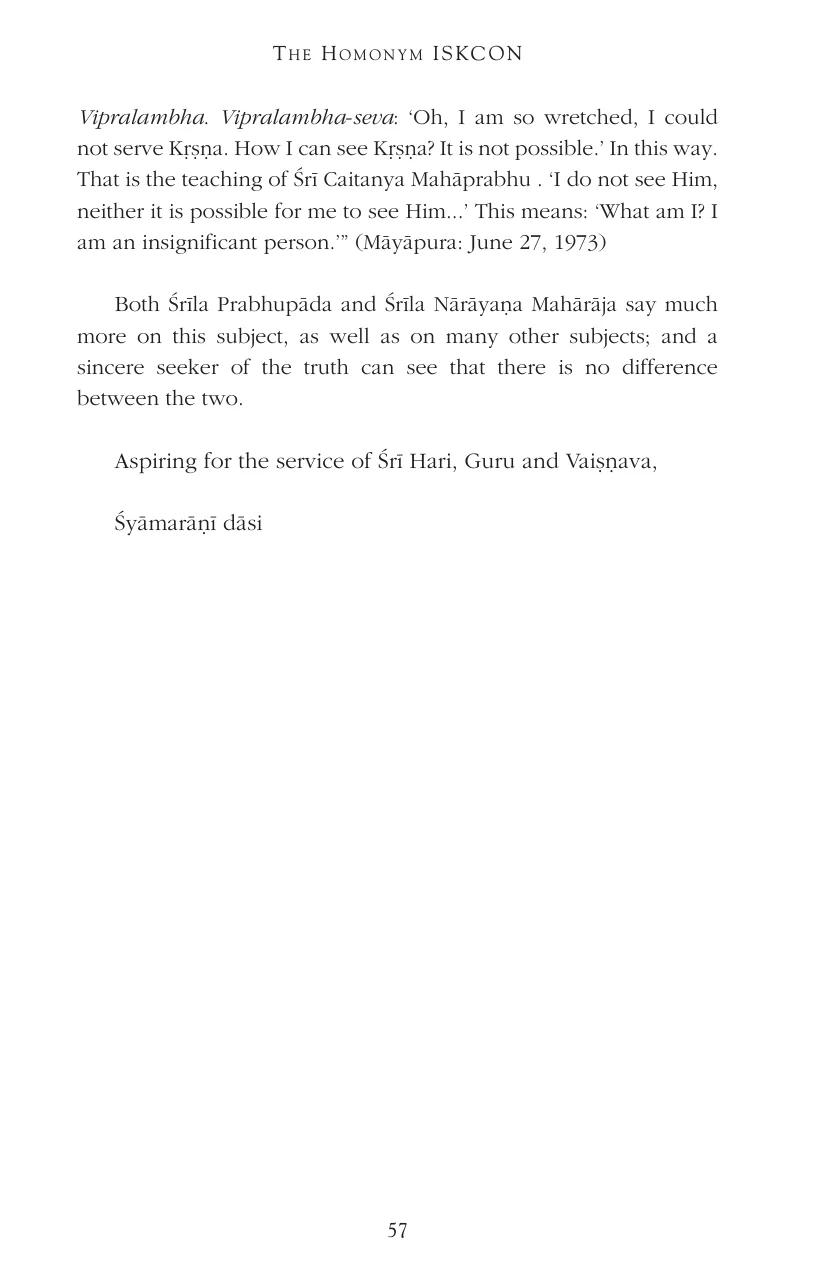 THE HOMONYM ISKCON
Vipralambha. Vipralambha-seva: ‘Oh, I am so wretched, I could
not serve Kṛṣṇa. How I can see Kṛṣṇa? It is not possible.’ In this way.
That is the teaching of Śrī Caitanya Mahāprabhu . ‘I do not see Him,
neither it is possible for me to see Him...’ This means: ‘What am I? I
am an insignificant person.’” (Māyāpura: June 27, 1973)
Both Śrīla Prabhupāda and Śrīla Nārāyaṇa Mahārāja say much
more on this subject, as well as on many other subjects; and a
sincere seeker of the truth can see that there is no difference
between the two.
Aspiring for the service of Śrī Hari, Guru and Vaiṣṇava,
Śyāmarāṇī dāsi
57